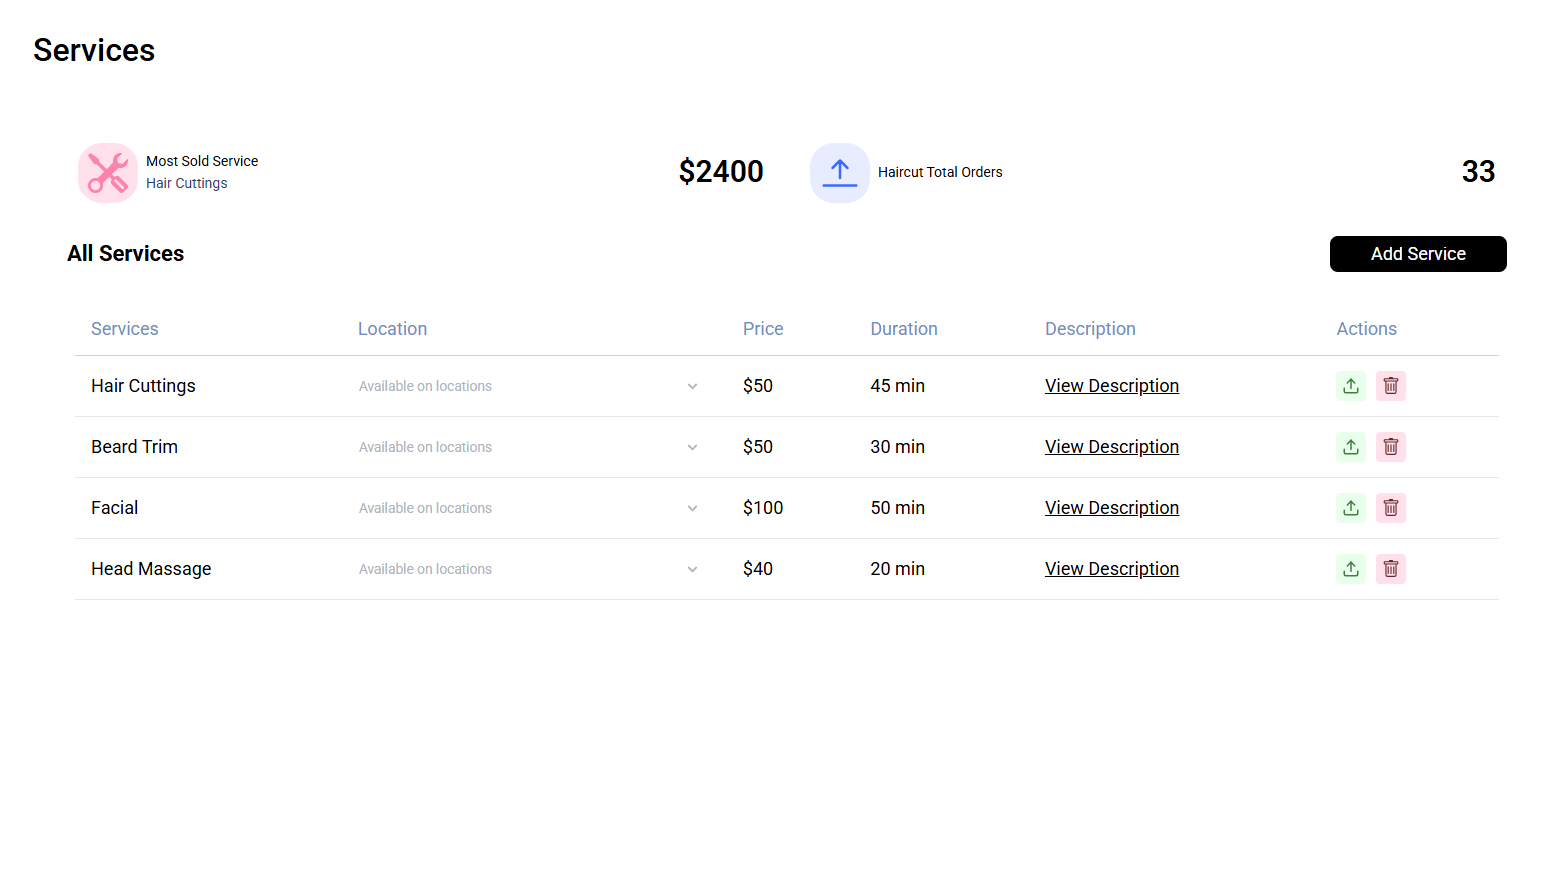 Services
Most Sold Service
Hair Cuttings
$2400
Haircut Total Orders
33
All Services
Add Service
Services Location Price Duration Description Actions
Hair Cuttings Available on locations $50 45 min View Description
Beard Trim Available on locations $50 30 min View Description
Facial Available on locations $100 50 min View Description
Head Massage Available on locations $40 20 min View Description